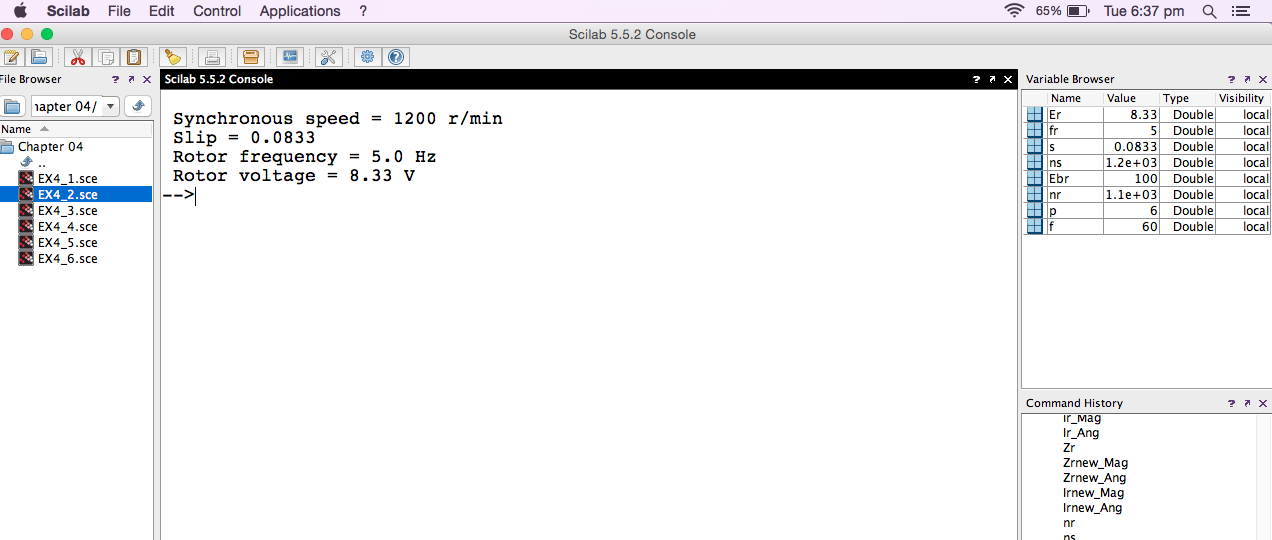 Scilab File Edit Control Applications ? 65% Tue 6:37 pm
Scilab 5.5.2 Console
File Browser ? Scilab 5.5.2 Console ? Variable Browser ?
hapter 04/
Name
Chapter 04
..
EX4_1.sce
EX4_2.sce
EX4_3.sce
EX4_4.sce
EX4_5.sce
EX4_6.sce
Synchronous speed = 1200 r/min
Slip = 0.0833
Rotor frequency = 5.0 Hz
Rotor voltage = 8.33 V
-->
Name Value Type Visibility
Er 8.33 Double local
fr 5 Double local
s 0.0833 Double local
ns 1.2e+03 Double local
Ebr 100 Double local
nr 1.1e+03 Double local
p 6 Double local
f 60 Double local
Command History ?
Ir_Mag
Ir_Ang
Zr
Zrnew_Mag
Zrnew_Ang
Irnew_Mag
Irnew_Ang
nr
ns